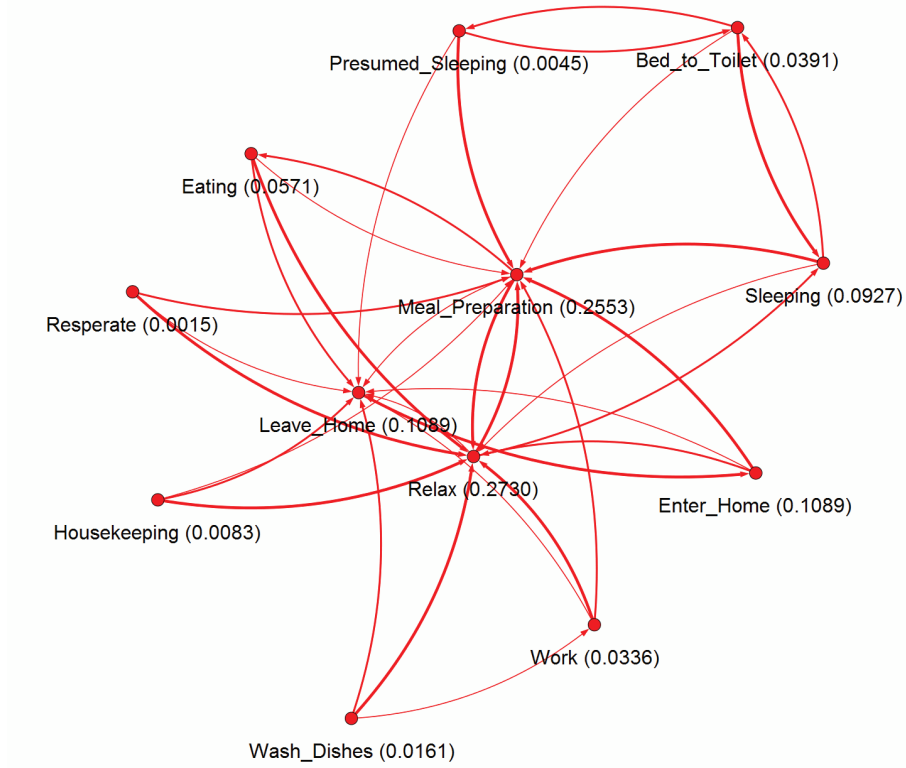 Presumed_Sleeping (0.0045)
Bed_to_Toilet (0.0391)
Eating (0.0571)
Sleeping (0.0927)
Meal_Preparation (0.2553)
Resperate (0.0015)
Leave_Home (0.1089)
Relax (0.2730)
Enter_Home (0.1089)
Housekeeping (0.0083)
Work (0.0336)
Wash_Dishes (0.0161)